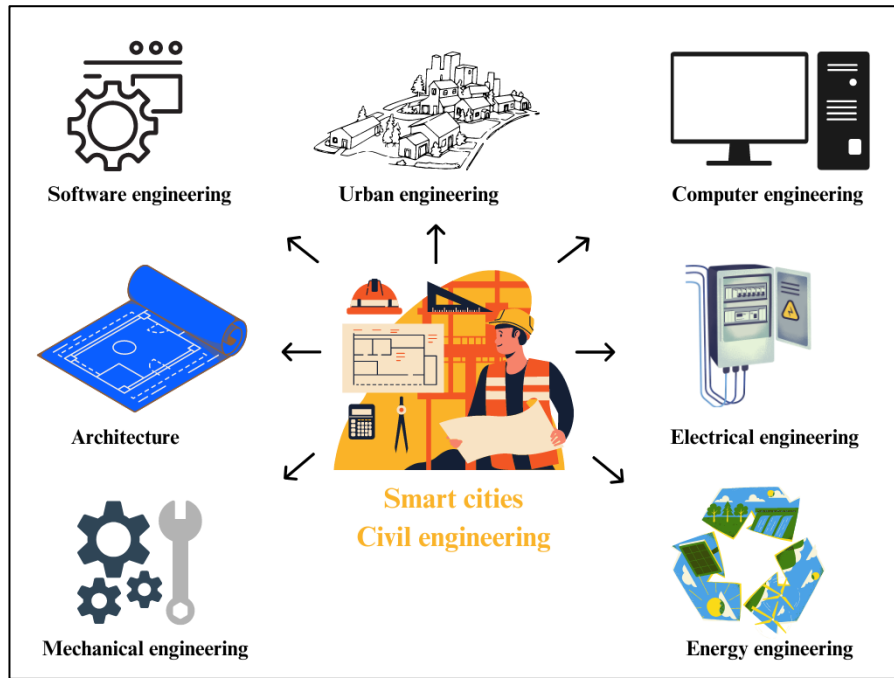 Software engineering
Urban engineering
Computer engineering
Architecture
Electrical engineering
Smart cities
Civil engineering
Mechanical engineering
Energy engineering